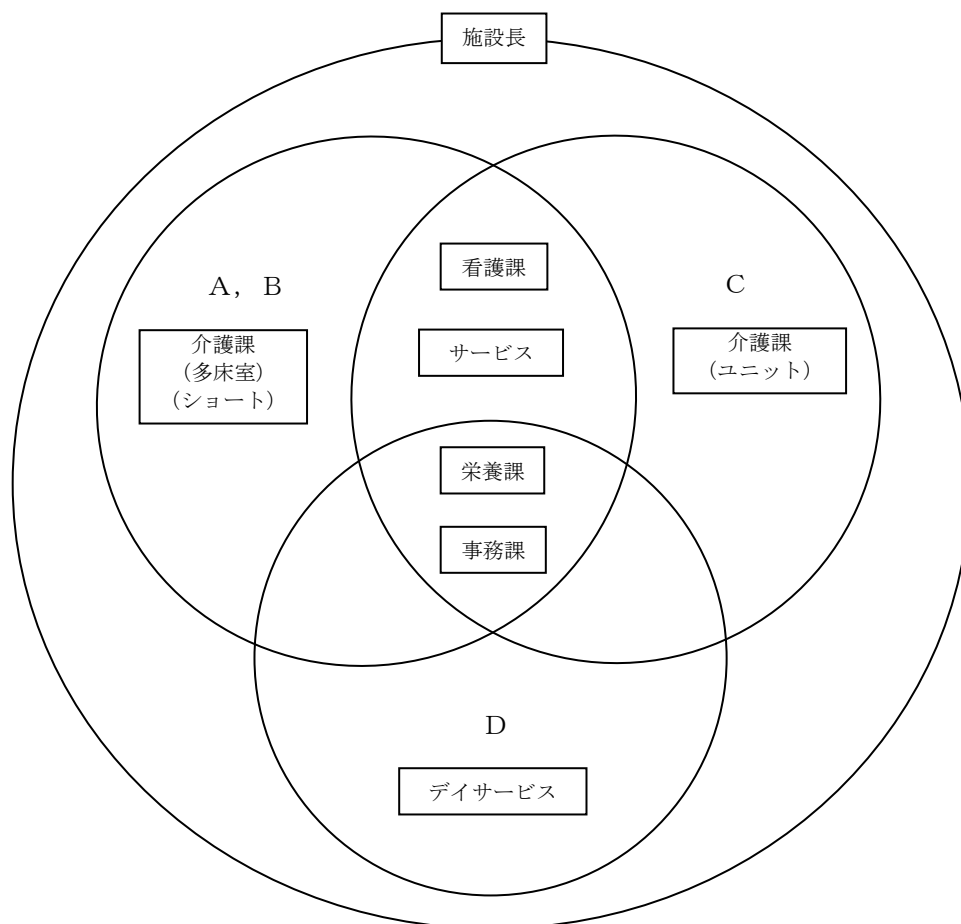 施設長
看護課
A, B
C
サービス
介護課
(多床室)
(ショート)
介護課
(ユニット)
栄養課
事務課
D
デイサービス